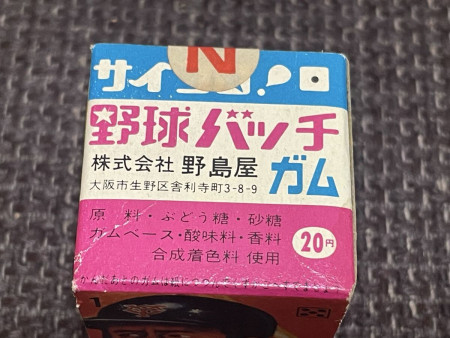 N
サイ
野球バッチ
株式会社 野島屋 ガム
大阪市生野区舎利寺町3-8-9
原料・ぶどう糖・砂糖
ガムベース・酸味料・香料
合成着色料 使用
20円